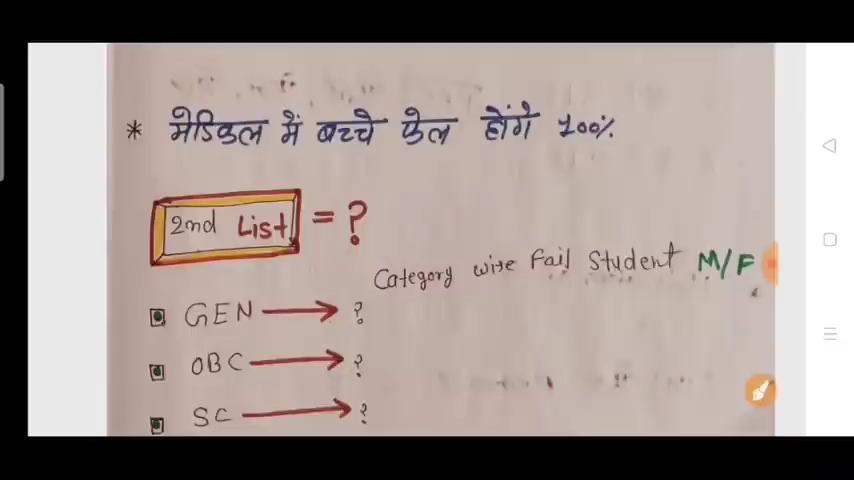 * मेडिकल में बच्चे फेल होंगे 100%
2nd List = ?
Category wise Fail Student M/F
GEN → ?
OBC → ?
SC → ?